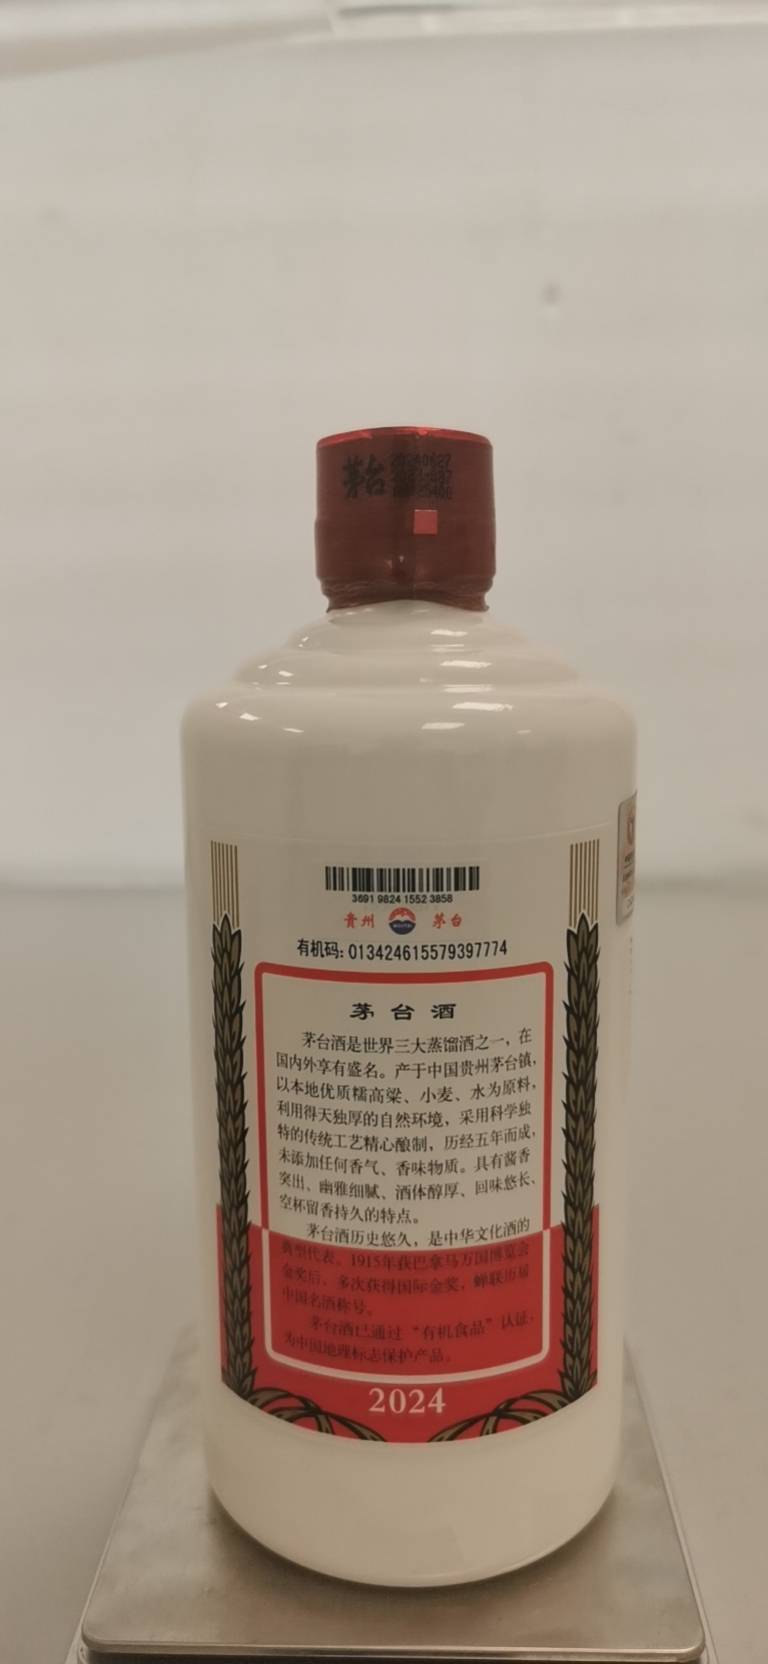 茅台
20240627
3691 9824 1552 3858
贵州 茅台
有机码: 013424615579397774
茅台酒
茅台酒是世界三大蒸馏酒之一，在
国内外享有盛名。产于中国贵州茅台镇，
以本地优质糯高粱、小麦、水为原料，
利用得天独厚的自然环境，采用科学独
特的传统工艺精心酿制，历经五年而成，
未添加任何香气、香味物质。具有酱香
突出、幽雅细腻、酒体醇厚、回味悠长、
空杯留香持久的特点。
茅台酒历史悠久，是中华文化酒的
典型代表。1915年获巴拿马万国博览会
金奖后，多次获得国际金奖，蝉联历届
中国名酒称号。
茅台酒已通过“有机食品”认证，
为中国地理标志保护产品。
2024